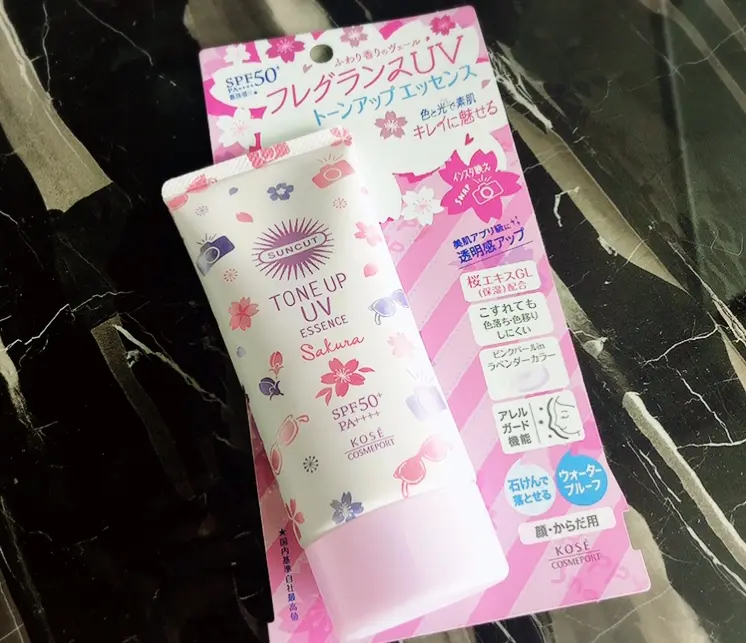 ふわり香りのヴェール
SPF50+
PA++++
フレグランスUV
トーンアップエッセンス
色と光で素肌
キレイに魅せる
インスタ映え
SNAP
美肌アプリ級に
透明感アップ
桜エキスGL
(保湿)配合
こすれても
色落ち・色移り
しにくい
ピンクパールin
ラベンダーカラー
アレル
ガード
機能
石けんで
落とせる
ウォーター
プルーフ
顔・からだ用
KOSÉ
COSMEPORT
SUNCUT
TONE UP
UV
ESSENCE
Sakura
SPF50+
PA++++
KOSÉ
COSMEPORT
★国内基準自社最高値